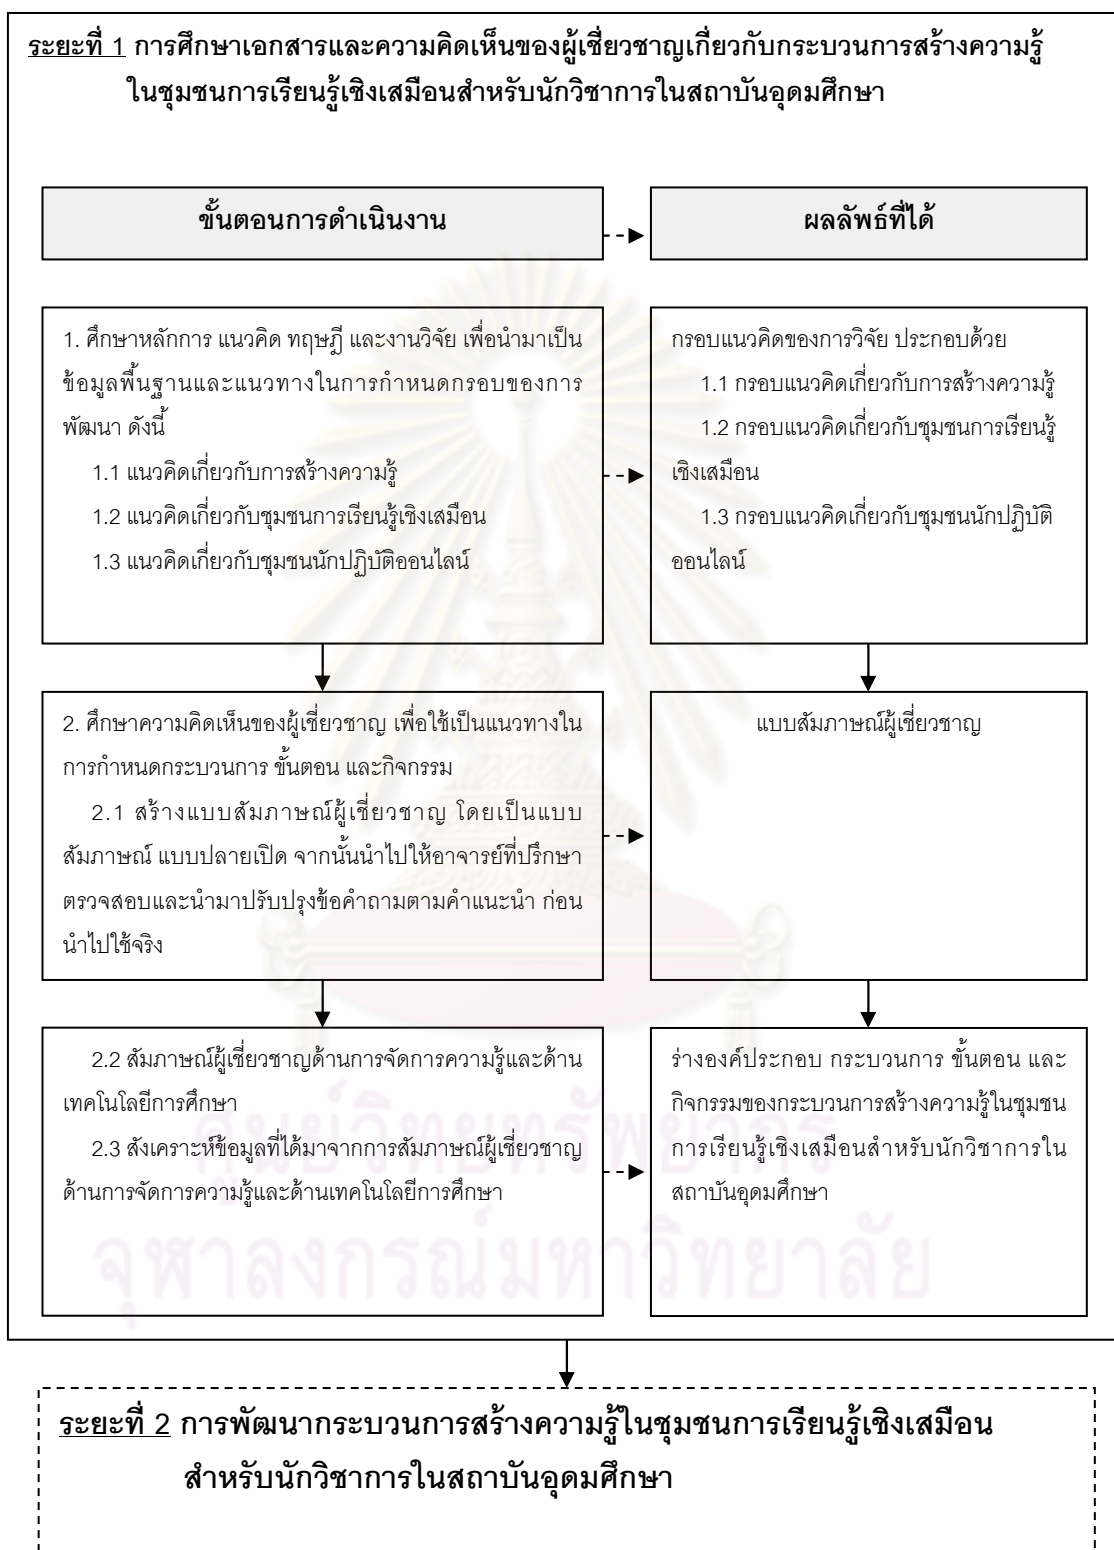 ระยะที่ 1 การศึกษาเอกสารและความคิดเห็นของผู้เชี่ยวชาญเกี่ยวกับกระบวนการสร้างความรู้
ในชุมชนการเรียนรู้เชิงเสมือนสำหรับนักวิชาการในสถาบันอุดมศึกษา
ขั้นตอนการดำเนินงาน
ผลลัพธ์ที่ได้
1. ศึกษาหลักการ แนวคิด ทฤษฎี และงานวิจัย เพื่อนำมาเป็น
ข้อมูลพื้นฐานและแนวทางในการกำหนดกรอบของการ
พัฒนา ดังนี้
1.1 แนวคิดเกี่ยวกับการสร้างความรู้
1.2 แนวคิดเกี่ยวกับชุมชนการเรียนรู้เชิงเสมือน
1.3 แนวคิดเกี่ยวกับชุมชนนักปฏิบัติออนไลน์
กรอบแนวคิดของการวิจัย ประกอบด้วย
1.1 กรอบแนวคิดเกี่ยวกับการสร้างความรู้
1.2 กรอบแนวคิดเกี่ยวกับชุมชนการเรียนรู้
เชิงเสมือน
1.3 กรอบแนวคิดเกี่ยวกับชุมชนนักปฏิบัติ
ออนไลน์
2. ศึกษาความคิดเห็นของผู้เชี่ยวชาญ เพื่อใช้เป็นแนวทางใน
การกำหนดกระบวนการ ขั้นตอน และกิจกรรม
2.1 สร้างแบบสัมภาษณ์ผู้เชี่ยวชาญ โดยเป็นแบบ
สัมภาษณ์ แบบปลายเปิด จากนั้นนำไปให้อาจารย์ที่ปรึกษา
ตรวจสอบและนำมาปรับปรุงข้อคำถามตามคำแนะนำ ก่อน
นำไปใช้จริง
แบบสัมภาษณ์ผู้เชี่ยวชาญ
2.2 สัมภาษณ์ผู้เชี่ยวชาญด้านการจัดการความรู้และด้าน
เทคโนโลยีการศึกษา
2.3 สังเคราะห์ข้อมูลที่ได้มาจากการสัมภาษณ์ผู้เชี่ยวชาญ
ด้านการจัดการความรู้และด้านเทคโนโลยีการศึกษา
ร่างองค์ประกอบ กระบวนการ ขั้นตอน และ
กิจกรรมของกระบวนการสร้างความรู้ในชุมชน
การเรียนรู้เชิงเสมือนสำหรับนักวิชาการใน
สถาบันอุดมศึกษา
ศูนย์วิทยทรัพยากร
จุฬาลงกรณ์มหาวิทยาลัย
ระยะที่ 2 การพัฒนากระบวนการสร้างความรู้ในชุมชนการเรียนรู้เชิงเสมือน
สำหรับนักวิชาการในสถาบันอุดมศึกษา